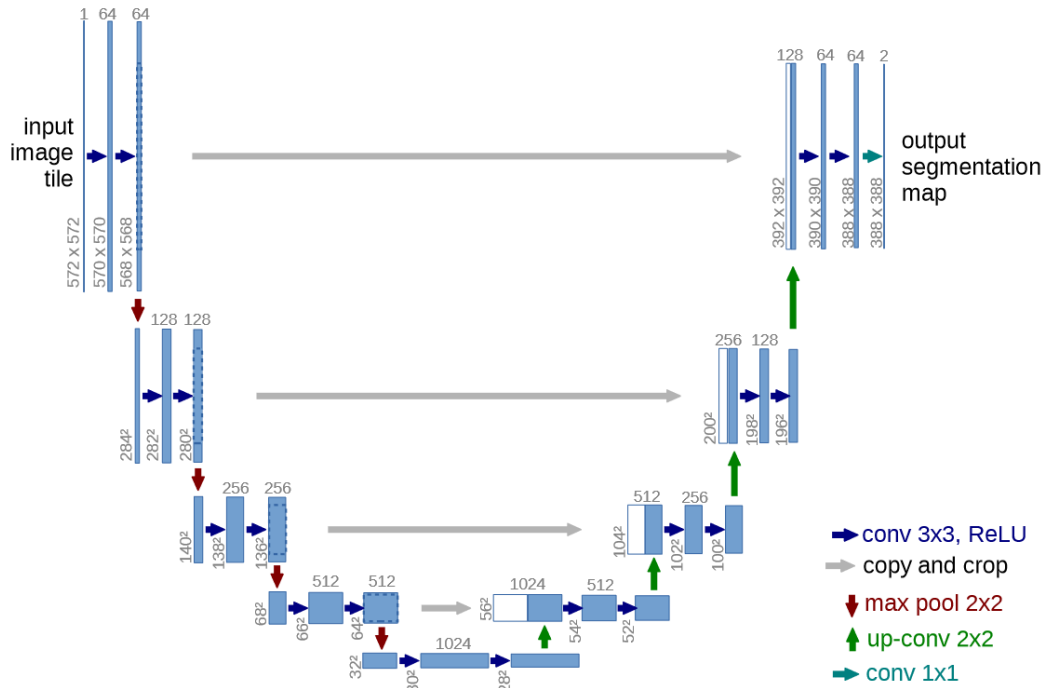 1
64
64
input
image
tile
572 x 572
570 x 570
568 x 568
128
64
64
2
output
segmentation
map
392 x 392
390 x 390
388 x 388
388 x 388
128
128
284²
282²
280²
256
128
200²
198²
196²
256
256
140²
138²
136²
512
256
104²
102²
100²
512
512
68²
66²
64²
1024
512
56²
54²
52²
1024
32²
30²
28²
conv 3x3, ReLU
copy and crop
max pool 2x2
up-conv 2x2
conv 1x1